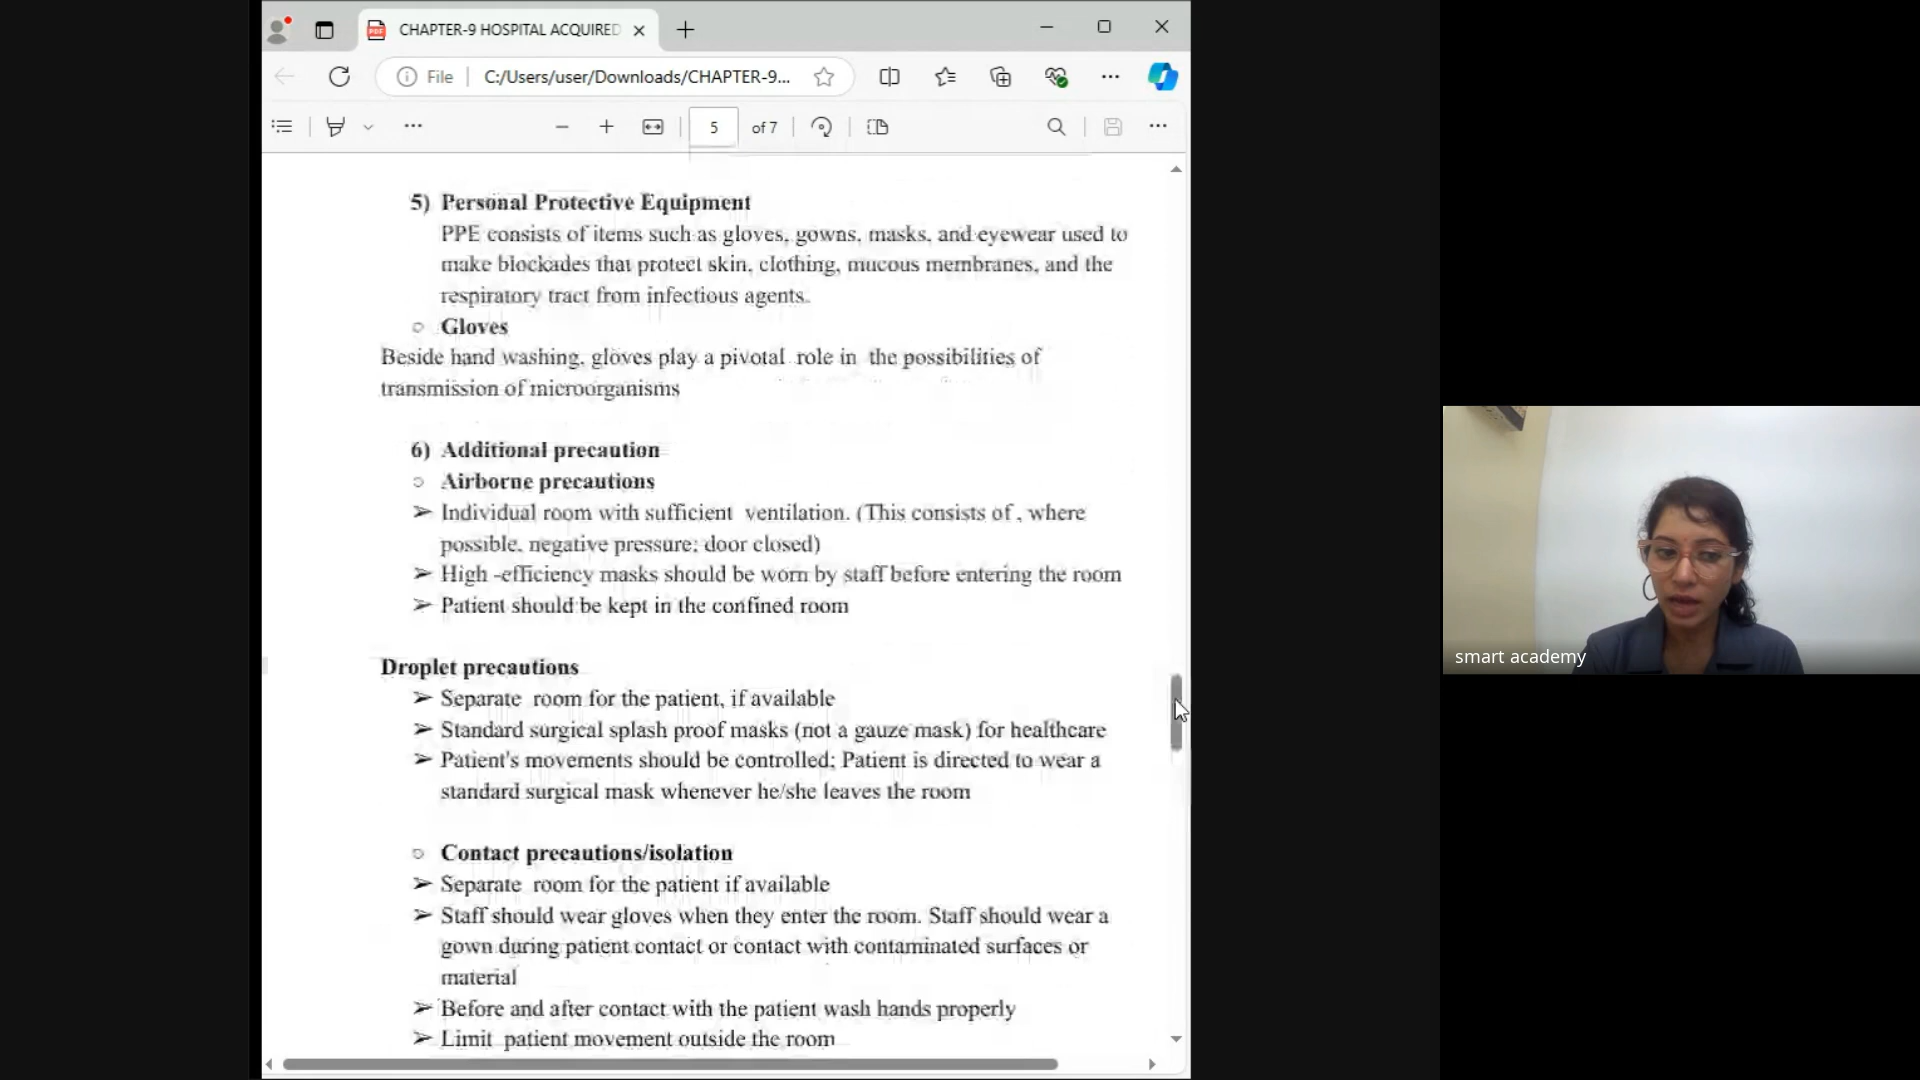 CHAPTER-9 HOSPITAL ACQUIRED
File
C:/Users/user/Downloads/CHAPTER-9...
5 of 7
5) Personal Protective Equipment
PPE consists of items such as gloves, gowns, masks, and eyewear used to
make blockades that protect skin, clothing, mucous membranes, and the
respiratory tract from infectious agents.
○ Gloves
Beside hand washing, gloves play a pivotal role in the possibilities of
transmission of microorganisms
6) Additional precaution
○ Airborne precautions
➢ Individual room with sufficient ventilation. (This consists of , where
possible, negative pressure; door closed)
➢ High -efficiency masks should be worn by staff before entering the room
➢ Patient should be kept in the confined room
Droplet precautions
➢ Separate room for the patient, if available
➢ Standard surgical splash proof masks (not a gauze mask) for healthcare
➢ Patient's movements should be controlled; Patient is directed to wear a
standard surgical mask whenever he/she leaves the room
○ Contact precautions/isolation
➢ Separate room for the patient if available
➢ Staff should wear gloves when they enter the room. Staff should wear a
gown during patient contact or contact with contaminated surfaces or
material
➢ Before and after contact with the patient wash hands properly
➢ Limit patient movement outside the room
smart academy